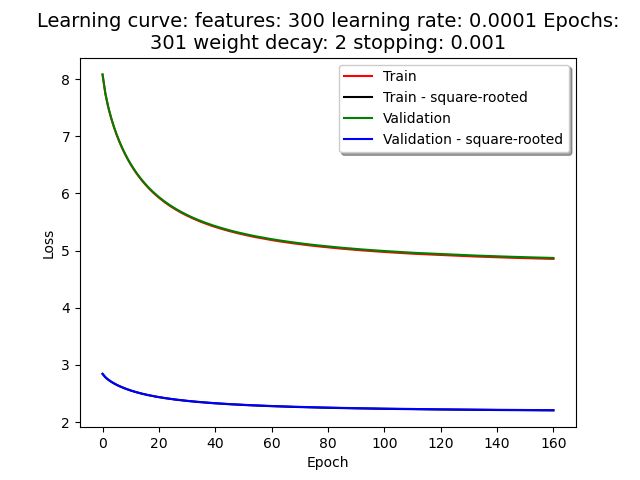 Learning curve: features: 300 learning rate: 0.0001 Epochs:
301 weight decay: 2 stopping: 0.001
Train
Train - square-rooted
Validation
Validation - square-rooted
Loss
8
7
6
5
4
3
2
0 20 40 60 80 100 120 140 160
Epoch